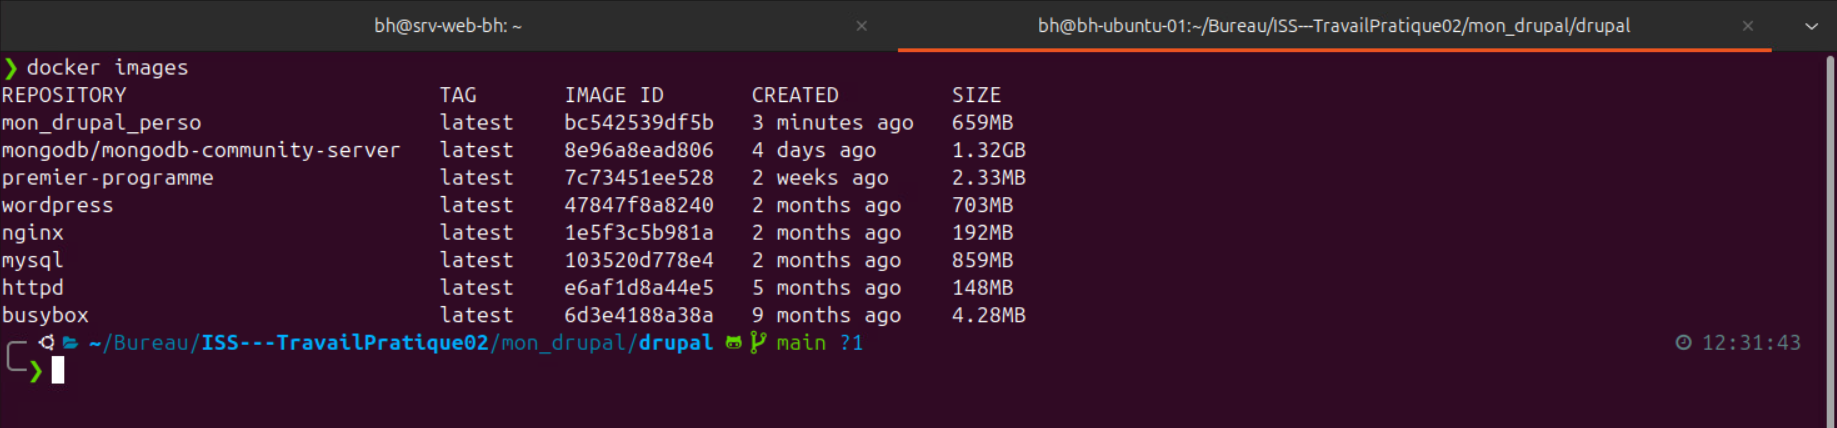 bh@srv-web-bh: ~ × bh@bh-ubuntu-01:~/Bureau/ISS---TravailPratique02/mon_drupal/drupal ×
❯ docker images
REPOSITORY TAG IMAGE ID CREATED SIZE
mon_drupal_perso latest bc542539df5b 3 minutes ago 659MB
mongodb/mongodb-community-server latest 8e96a8ead806 4 days ago 1.32GB
premier-programme latest 7c73451ee528 2 weeks ago 2.33MB
wordpress latest 47847f8a8240 2 months ago 703MB
nginx latest 1e5f3c5b981a 2 months ago 192MB
mysql latest 103520d778e4 2 months ago 859MB
httpd latest e6af1d8a44e5 5 months ago 148MB
busybox latest 6d3e4188a38a 9 months ago 4.28MB
~/Bureau/ISS---TravailPratique02/mon_drupal/drupal main ?1 12:31:43
❯